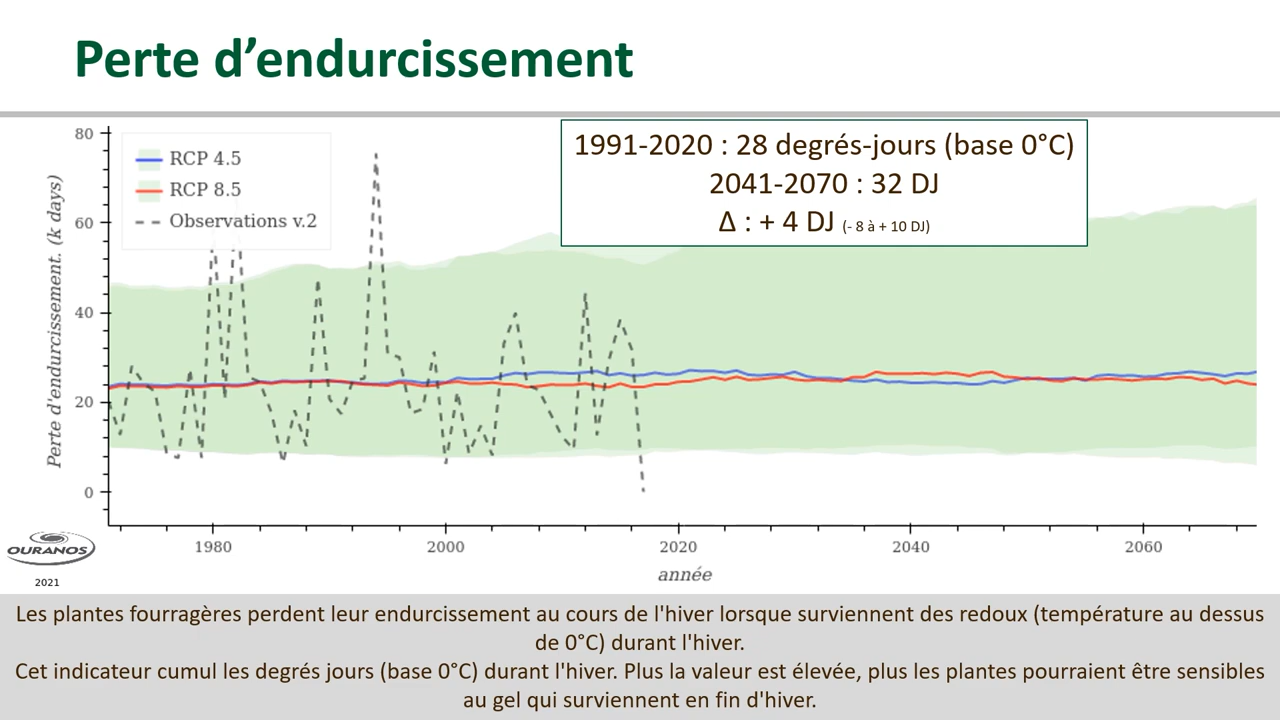 Perte d’endurcissement
80
60
40
20
0
Perte d'endurcissement. (k days)
RCP 4.5
RCP 8.5
Observations v.2
1991-2020 : 28 degrés-jours (base 0°C)
2041-2070 : 32 DJ
Δ : + 4 DJ (- 8 à + 10 DJ)
1980
2000
2020
2040
2060
année
OURANOS
2021
Les plantes fourragères perdent leur endurcissement au cours de l'hiver lorsque surviennent des redoux (température au dessus
de 0°C) durant l'hiver.
Cet indicateur cumul les degrés jours (base 0°C) durant l'hiver. Plus la valeur est élevée, plus les plantes pourraient être sensibles
au gel qui surviennent en fin d'hiver.